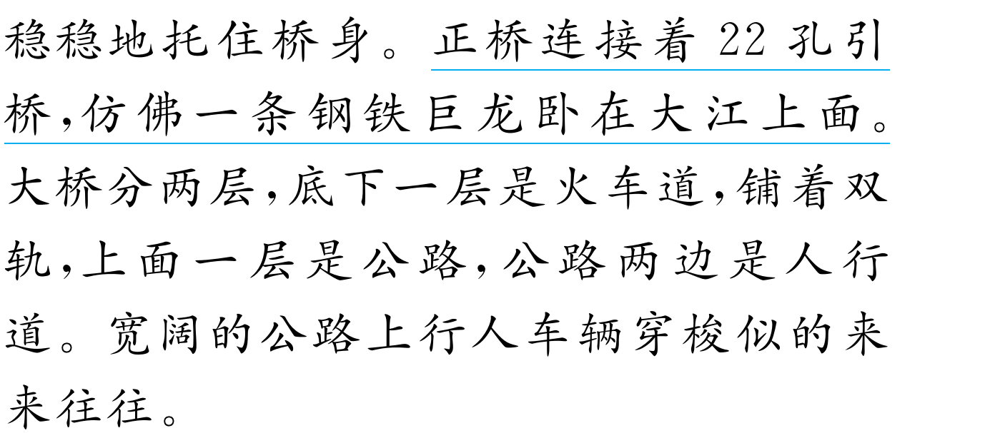 稳稳地托住桥身。正桥连接着 22 孔引
桥，仿佛一条钢铁巨龙卧在大江上面。
大桥分两层，底下一层是火车道，铺着双
轨，上面一层是公路，公路两边是人行
道。宽阔的公路上行人车辆穿梭似的来
来往往。